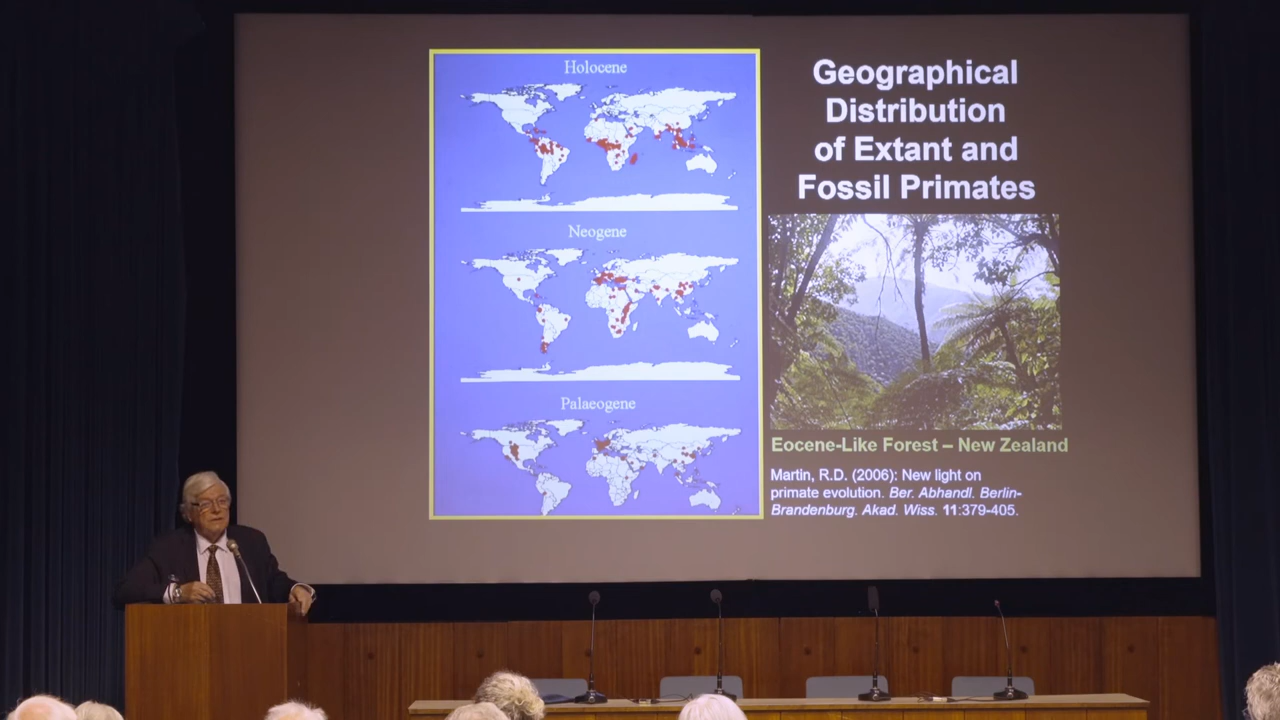 Holocene
Neogene
Palaeogene
Geographical
Distribution
of Extant and
Fossil Primates
Eocene-Like Forest – New Zealand
Martin, R.D. (2006): New light on
primate evolution. Ber. Abhandl. Berlin-
Brandenburg. Akad. Wiss. 11:379-405.